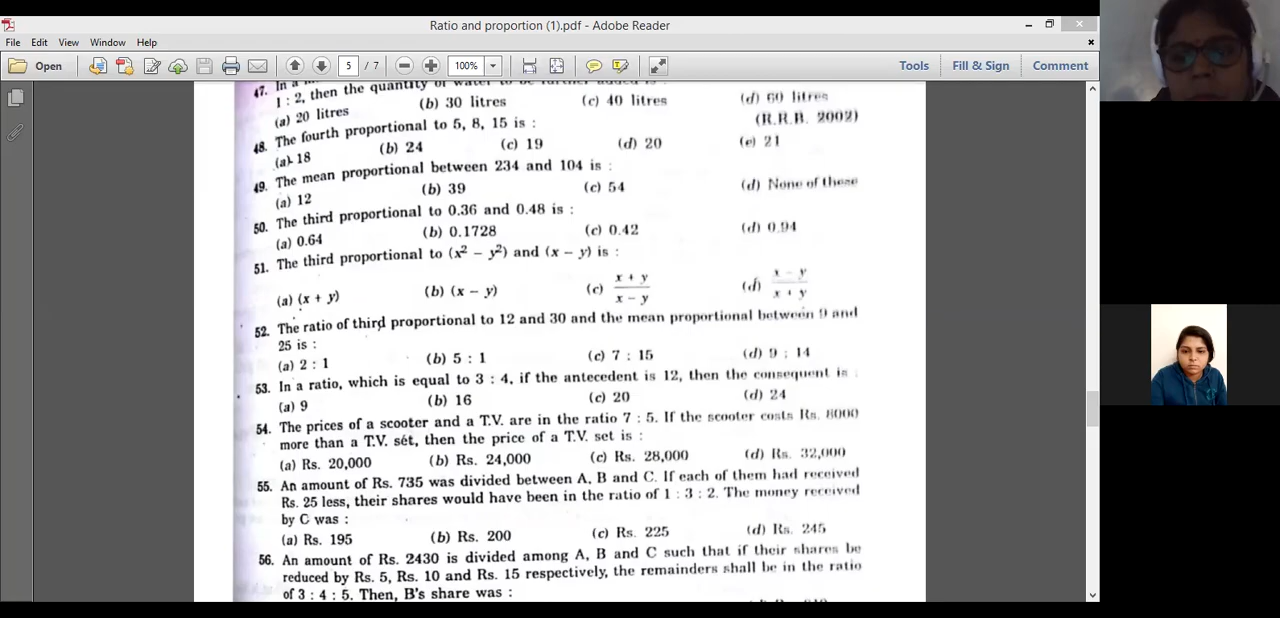 Ratio and proportion (1).pdf - Adobe Reader
File Edit View Window Help
Open 5 / 7 100% Tools Fill & Sign Comment
47. In a
1 : 2, then the quantity of water to be further added is :
(a) 20 litres (b) 30 litres (c) 40 litres (d) 60 litres
(R.R.B. 2002)
48. The fourth proportional to 5, 8, 15 is :
(a) 18 (b) 24 (c) 19 (d) 20 (e) 21
49. The mean proportional between 234 and 104 is :
(a) 12 (b) 39 (c) 54 (d) None of these
50. The third proportional to 0.36 and 0.48 is :
(a) 0.64 (b) 0.1728 (c) 0.42 (d) 0.94
51. The third proportional to (x² – y²) and (x – y) is :
(a) (x + y) (b) (x – y) (c) x + y / x – y (d) x – y / x + y
52. The ratio of third proportional to 12 and 30 and the mean proportional between 9 and
25 is :
(a) 2 : 1 (b) 5 : 1 (c) 7 : 15 (d) 9 : 14
53. In a ratio, which is equal to 3 : 4, if the antecedent is 12, then the consequent is :
(a) 9 (b) 16 (c) 20 (d) 24
54. The prices of a scooter and a T.V. are in the ratio 7 : 5. If the scooter costs Rs. 8000
more than a T.V. set, then the price of a T.V. set is :
(a) Rs. 20,000 (b) Rs. 24,000 (c) Rs. 28,000 (d) Rs. 32,000
55. An amount of Rs. 735 was divided between A, B and C. If each of them had received
Rs. 25 less, their shares would have been in the ratio of 1 : 3 : 2. The money received
by C was :
(a) Rs. 195 (b) Rs. 200 (c) Rs. 225 (d) Rs. 245
56. An amount of Rs. 2430 is divided among A, B and C such that if their shares be
reduced by Rs. 5, Rs. 10 and Rs. 15 respectively, the remainders shall be in the ratio
of 3 : 4 : 5. Then, B's share was :